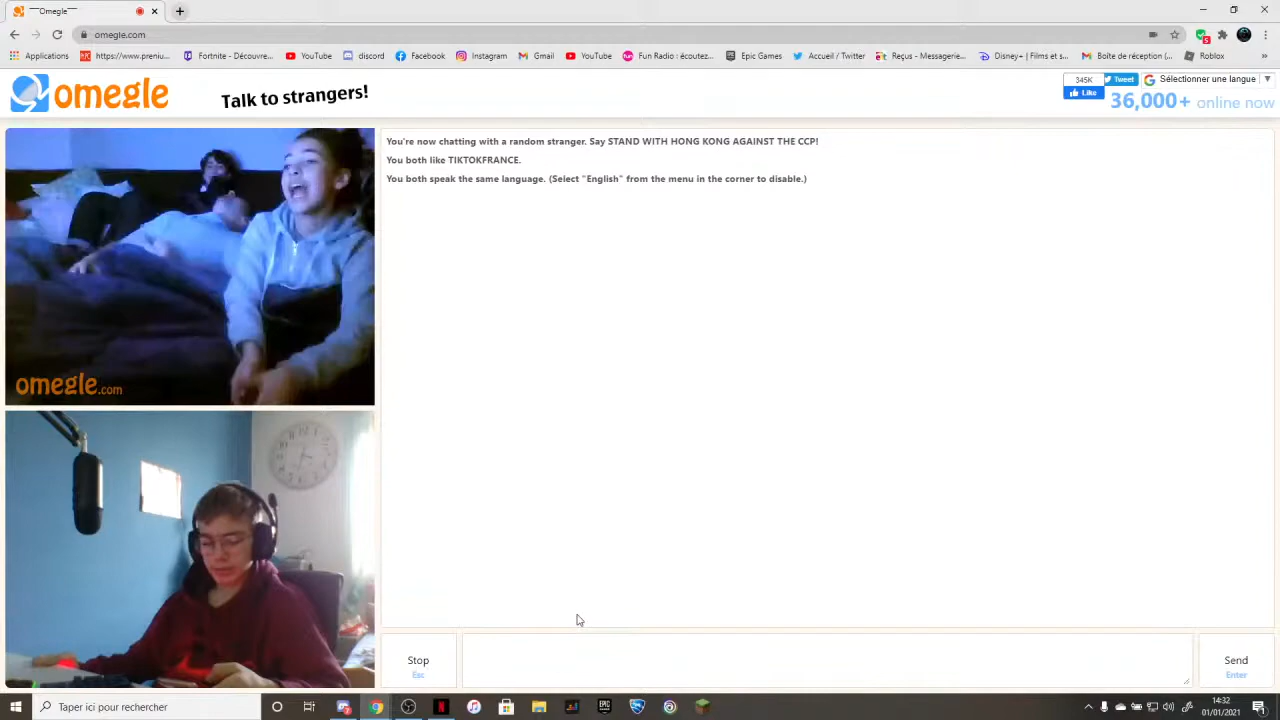 "Omegle"
omegle.com
Applications https://www.preniu... Fortnite - Découvre... YouTube discord Facebook Instagram Gmail YouTube Fun Radio : écoutez... Epic Games Accueil / Twitter Reçus - Messagerie... Disney+ | Films et s... Boîte de réception (... Roblox
omegle
Talk to strangers!
345K
Like
Tweet
Sélectionner une langue
36,000+ online now
You're now chatting with a random stranger. Say STAND WITH HONG KONG AGAINST THE CCP!
You both like TIKTOKFRANCE.
You both speak the same language. (Select "English" from the menu in the corner to disable.)
omegle.com
Stop
Esc
Send
Enter
Taper ici pour rechercher
14:32
01/01/2021